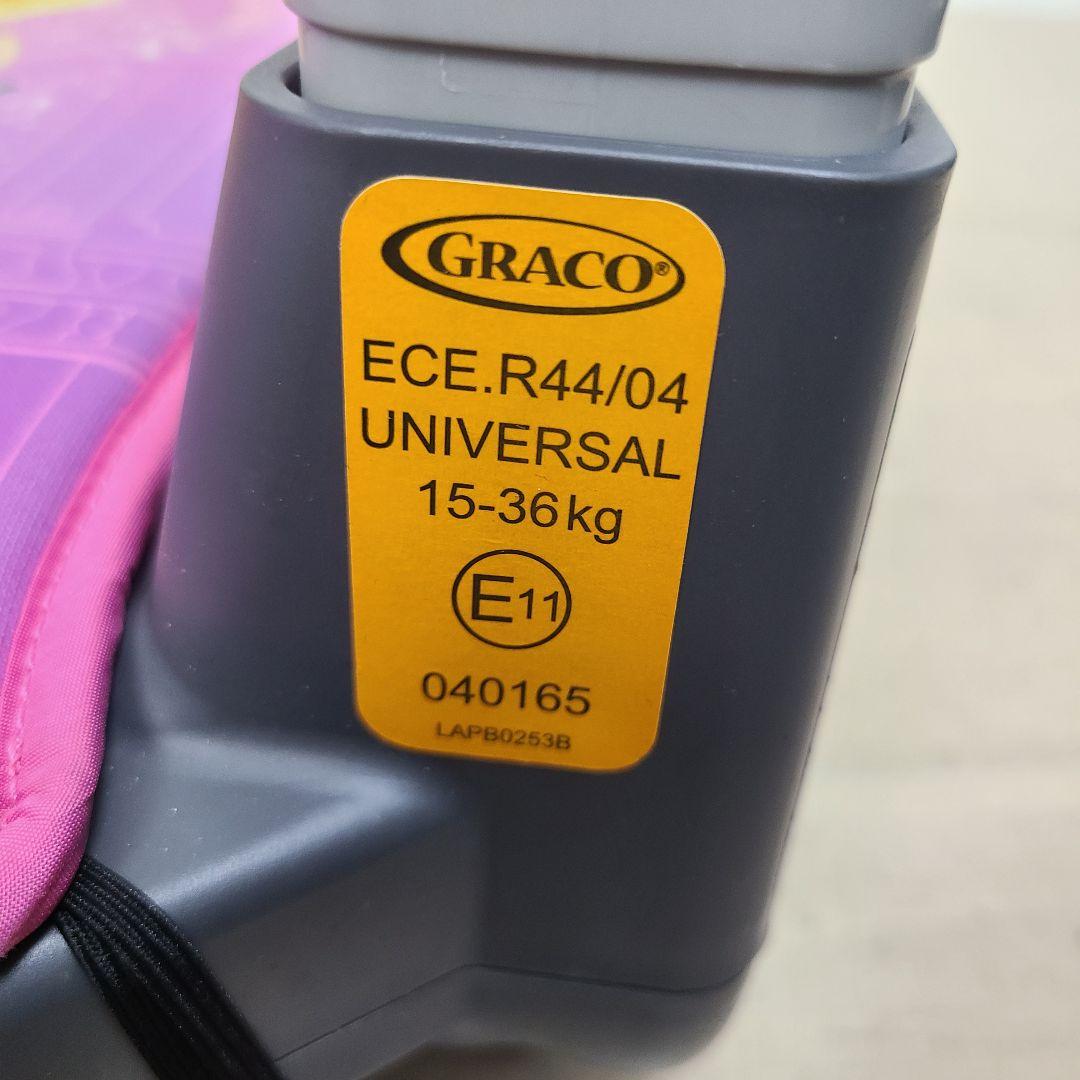 GRACO®
ECE.R44/04
UNIVERSAL
15-36kg
E11
040165
LAPB0253B